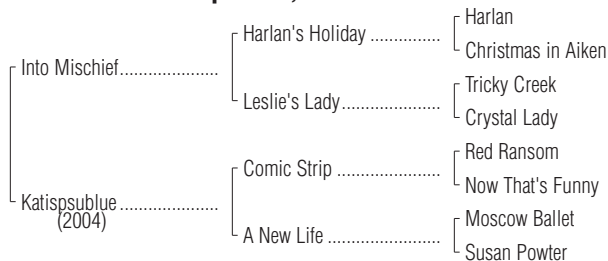 Harlan
Harlan's Holiday ................
Christmas in Aiken
Into Mischief......................
Tricky Creek
Leslie's Lady......................
Crystal Lady
Red Ransom
Comic Strip .......................
Now That's Funny
Katispsublue......................
(2004)
Moscow Ballet
A New Life .........................
Susan Powter